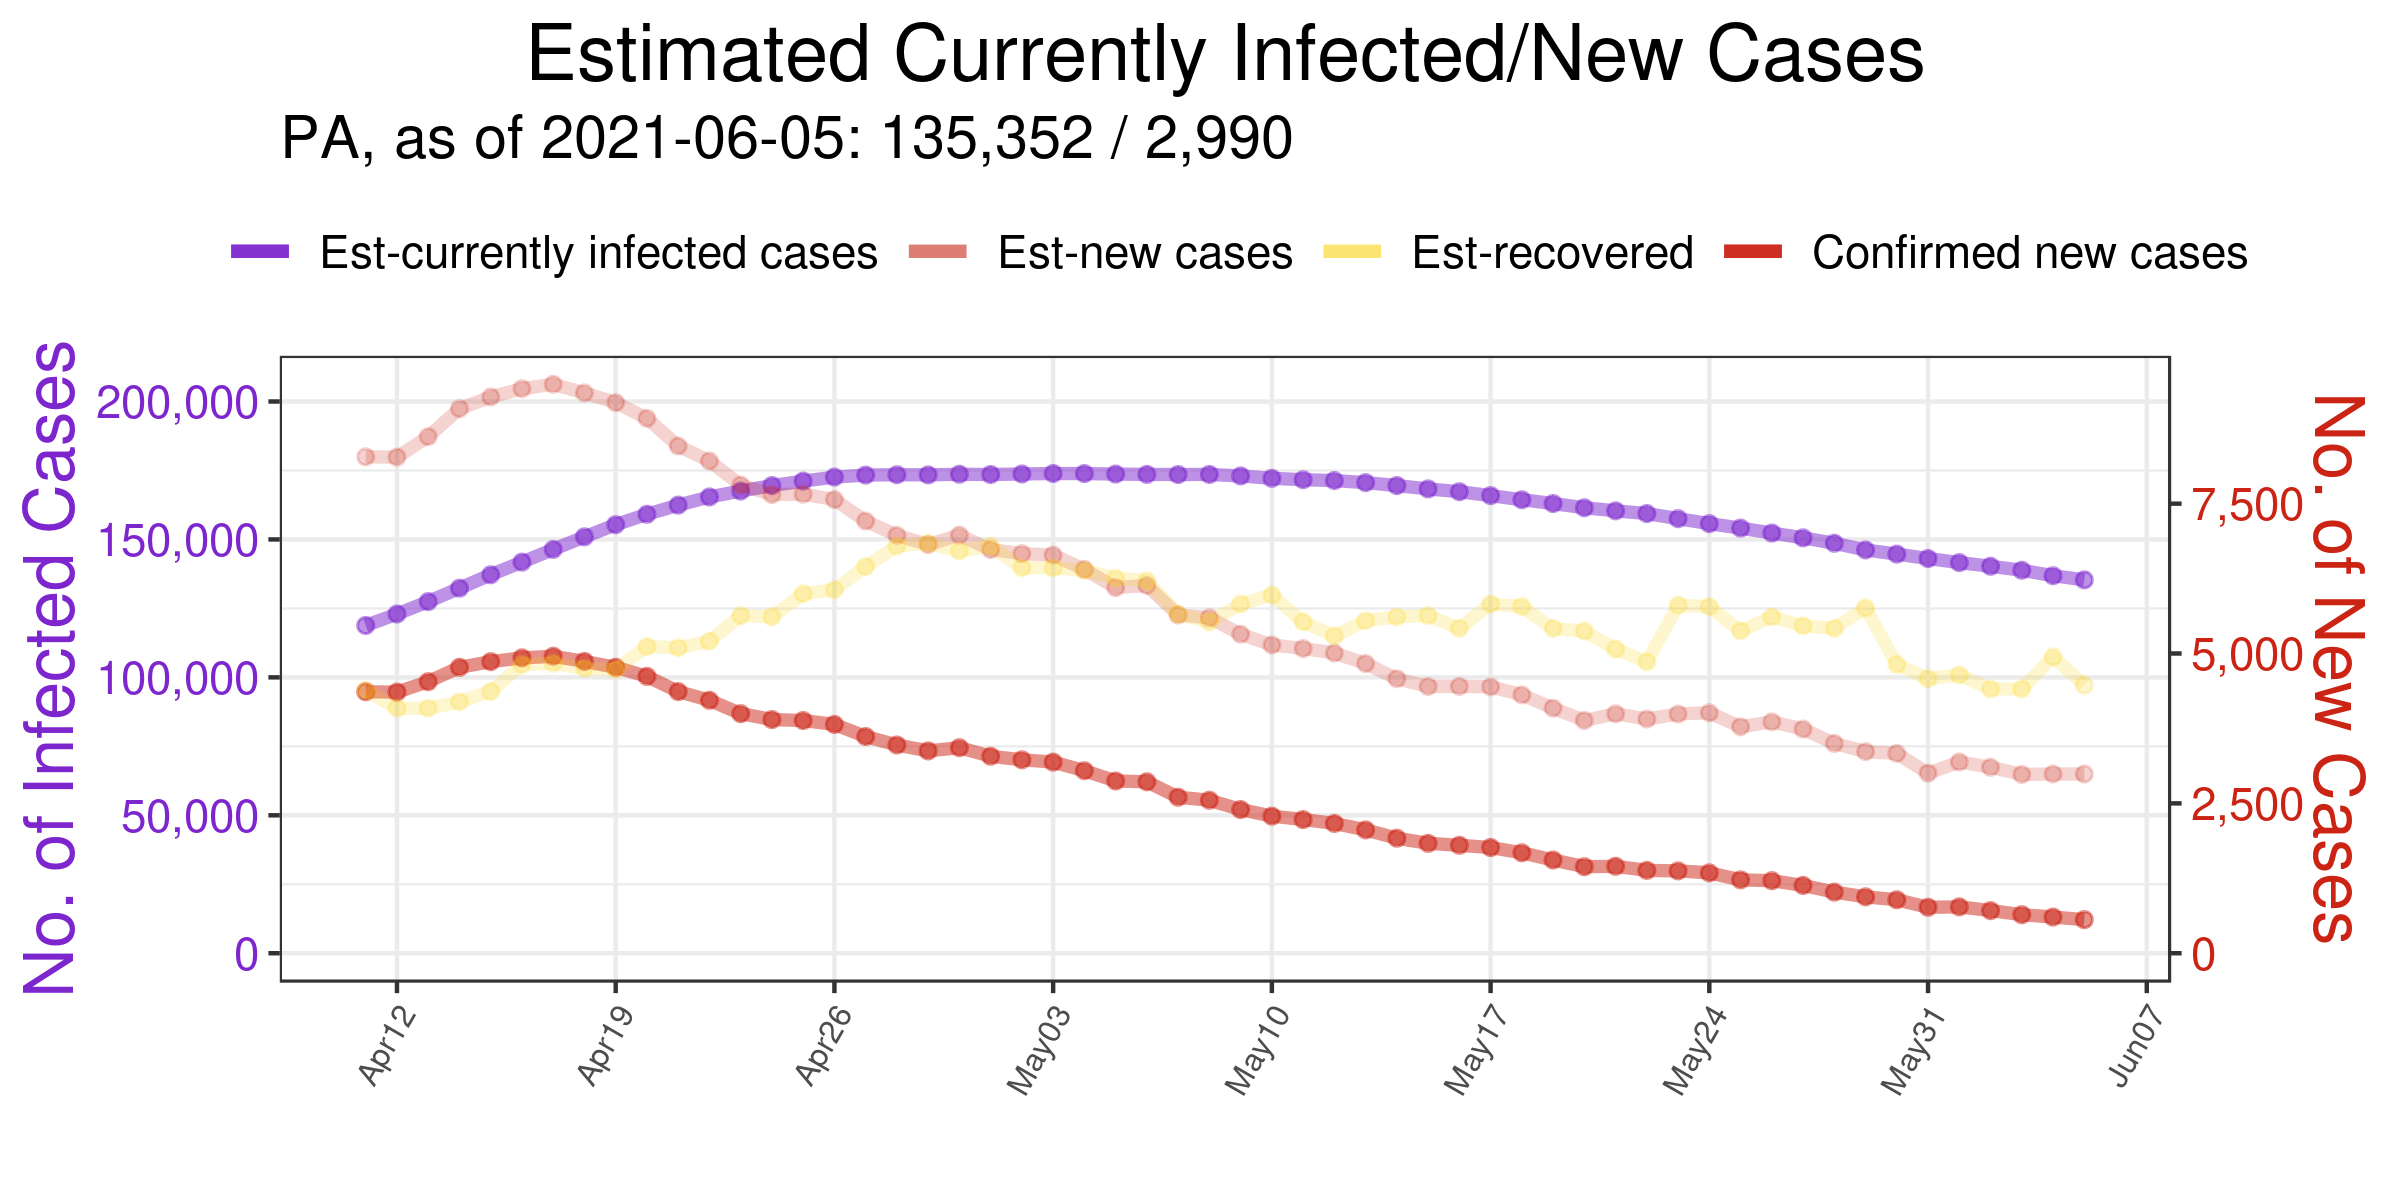 Estimated Currently Infected/New Cases
PA, as of 2021-06-05: 135,352 / 2,990
Est-currently infected cases Est-new cases Est-recovered Confirmed new cases
No. of Infected Cases
200,000
150,000
100,000
50,000
0
7,500
5,000
2,500
0
No. of New Cases
Apr12 Apr19 Apr26 May03 May10 May17 May24 May31 Jun07